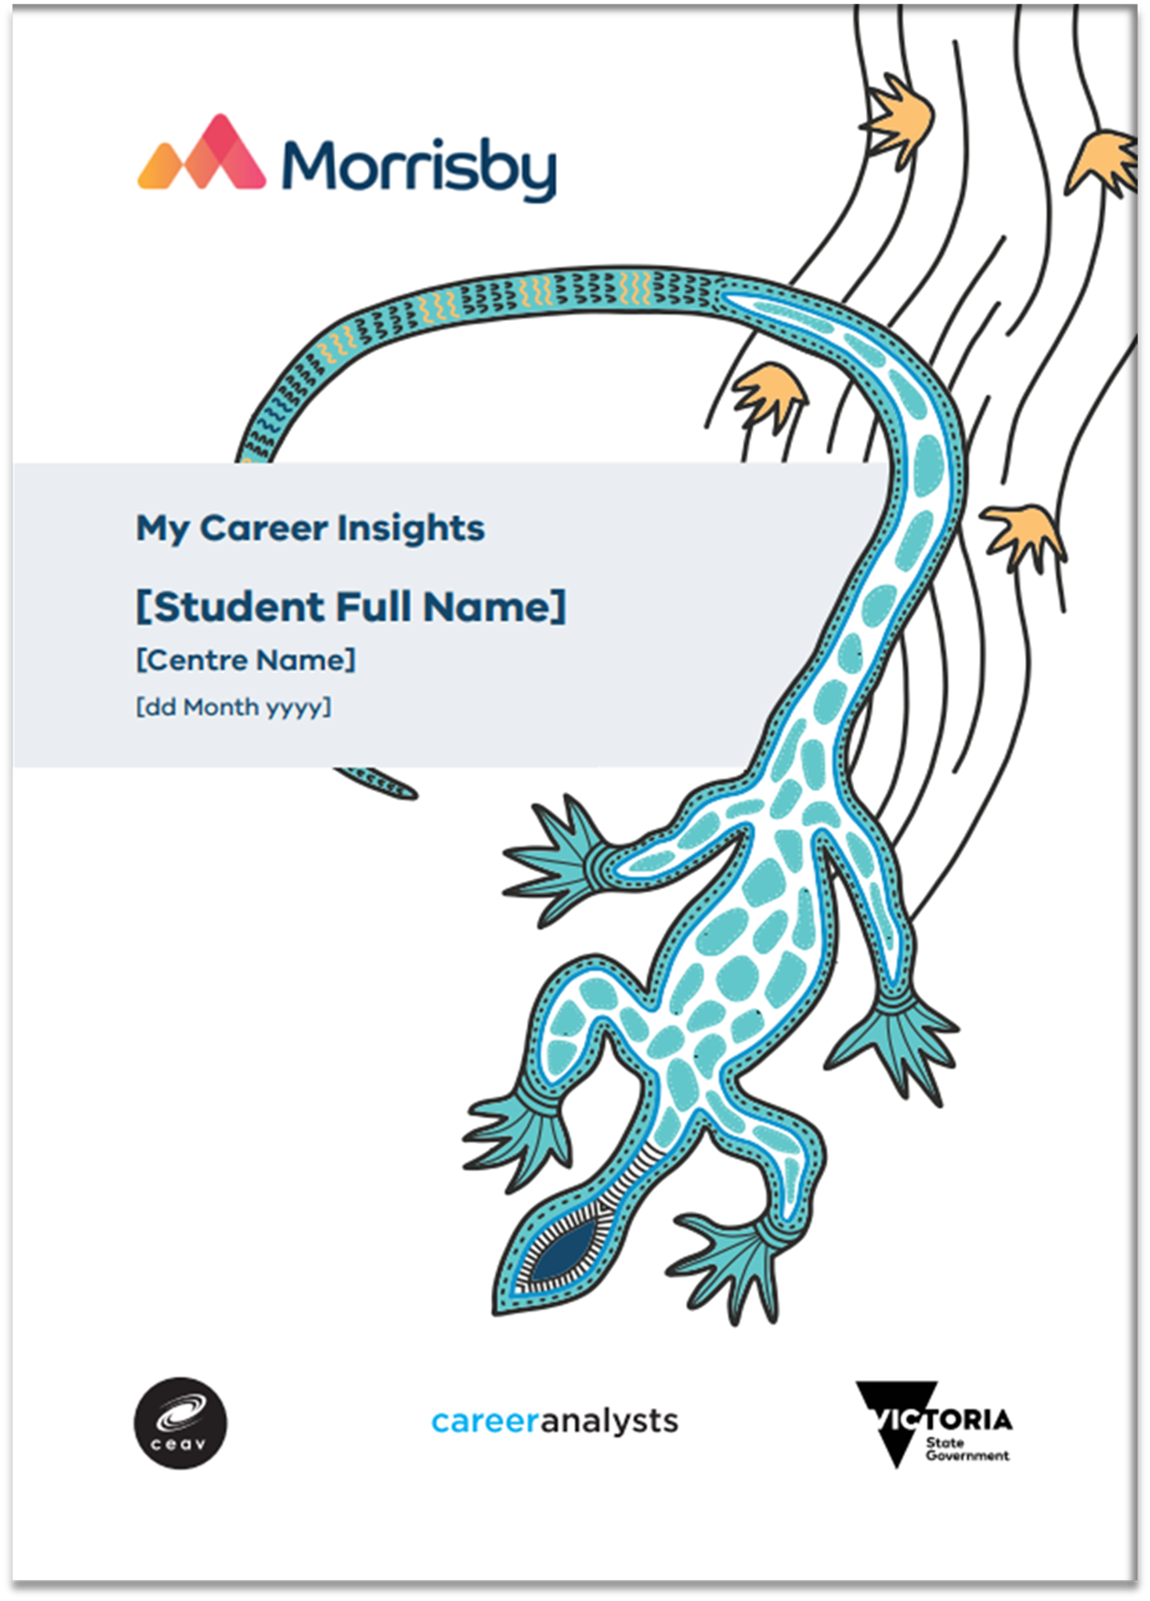 Morrisby
My Career Insights
[Student Full Name]
[Centre Name]
[dd Month yyyy]
ceav
careeranalysts
VICTORIA
State
Government